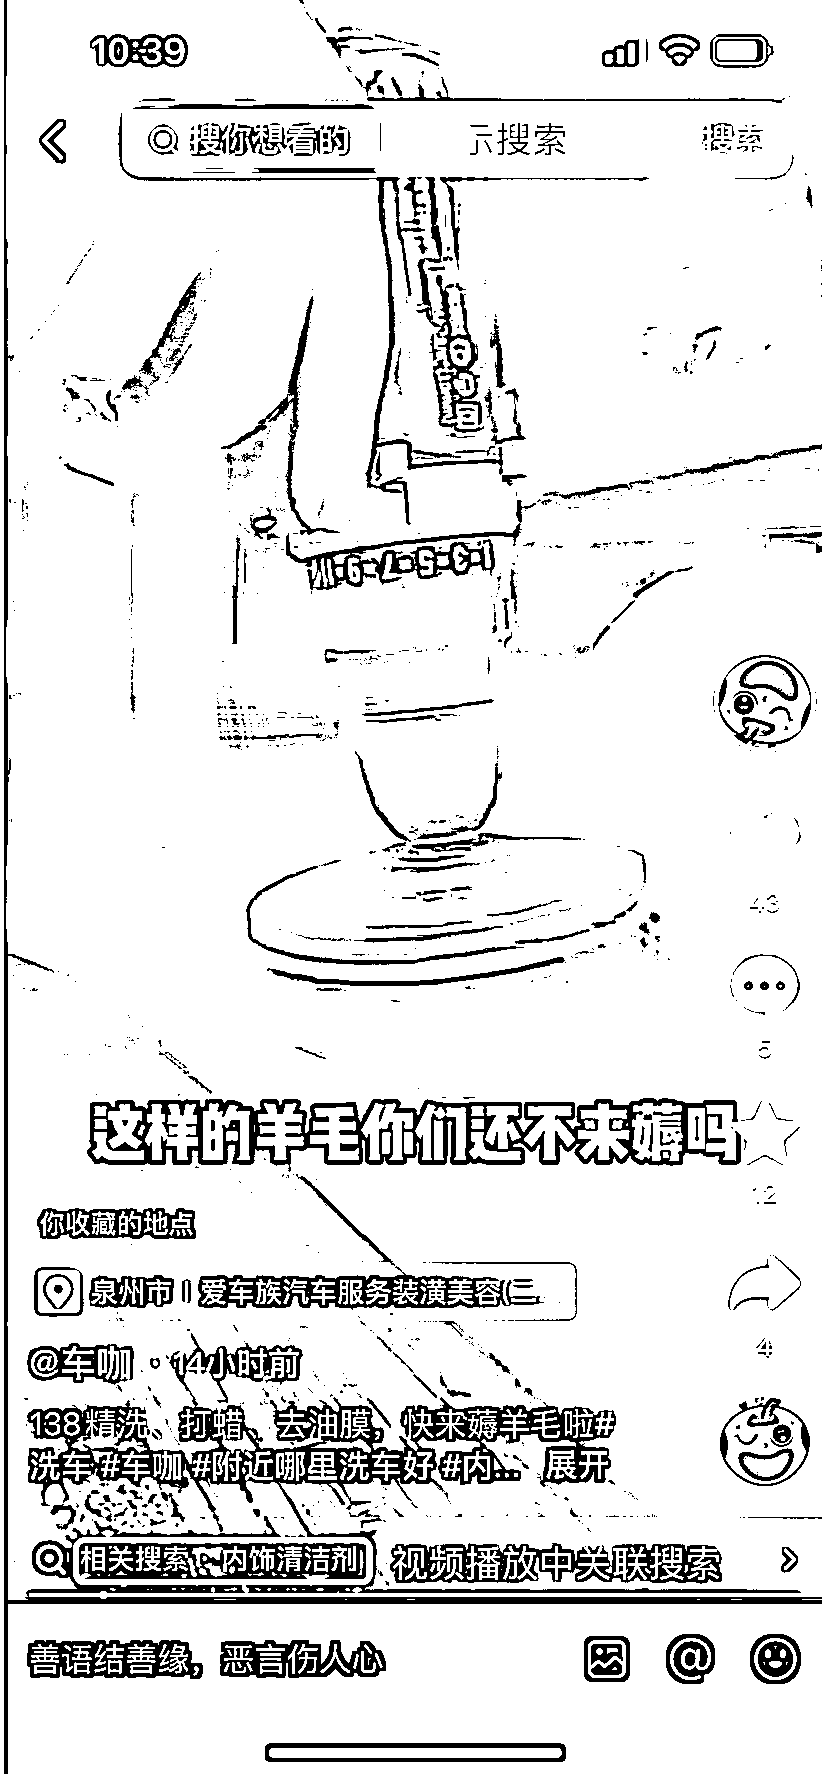 10:39
搜你想看的
示搜索
搜索
1·3·5·7·9·
43
5
这样的羊毛你们还不来薅吗
12
你收藏的地点
泉州市 | 爱车族汽车服务装潢美容(
4
@车咖 · 14小时前
138精洗、打蜡、去油膜，快来薅羊毛啦#
洗车 #车咖 #附近哪里洗车好 #内... 展开
相关搜索 内饰清洁剂
视频播放中关联搜索
善语结善缘，恶言伤人心